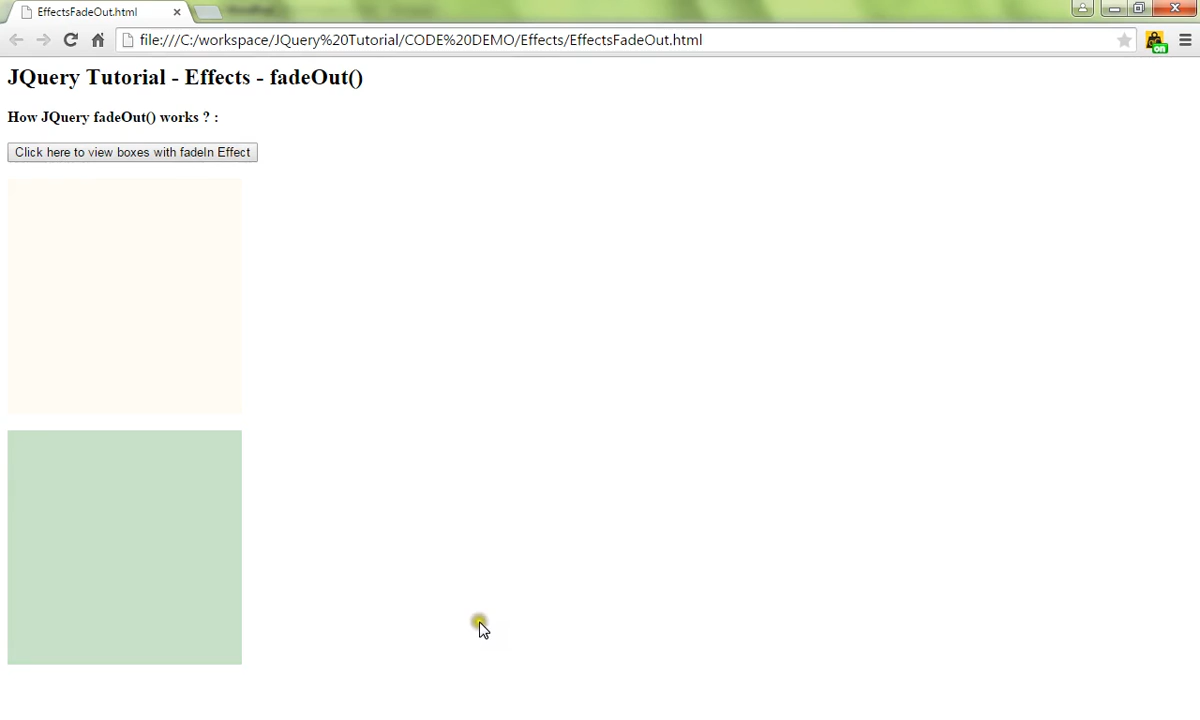 EffectsFadeOut.html
file:///C:/workspace/JQuery%20Tutorial/CODE%20DEMO/Effects/EffectsFadeOut.html
on
JQuery Tutorial - Effects - fadeOut()
How JQuery fadeOut() works ? :
Click here to view boxes with fadeIn Effect